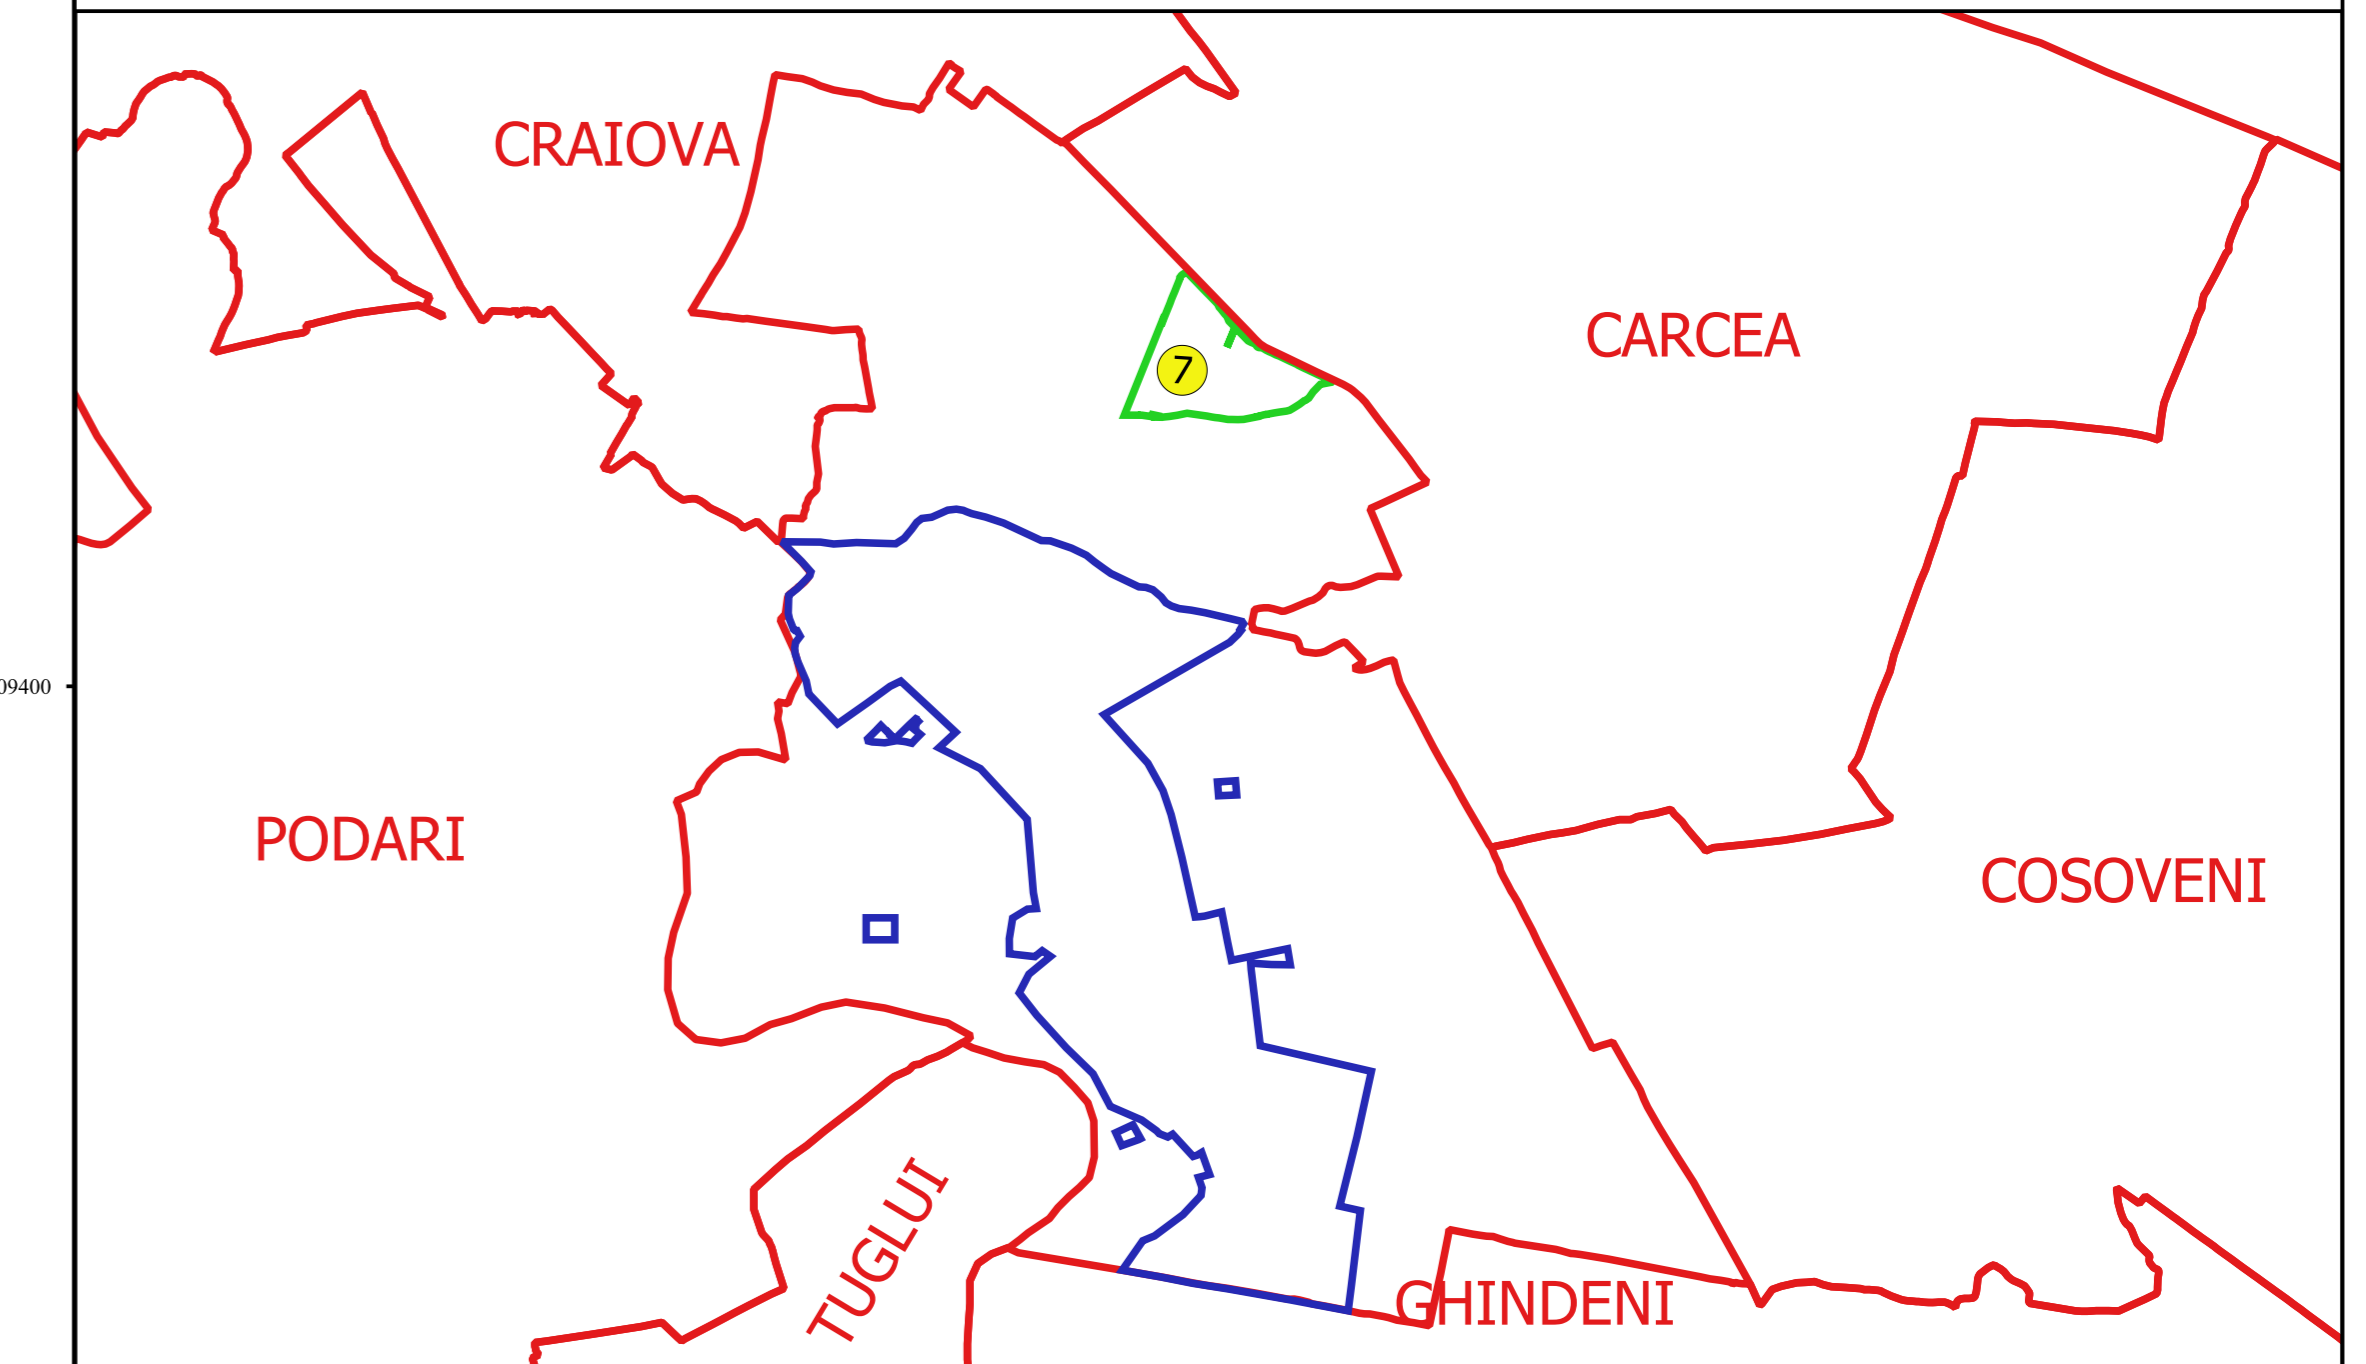 CRAIOVA
CARCEA
7
09400
PODARI
COSOVENI
TUGLUI
GHINDENI